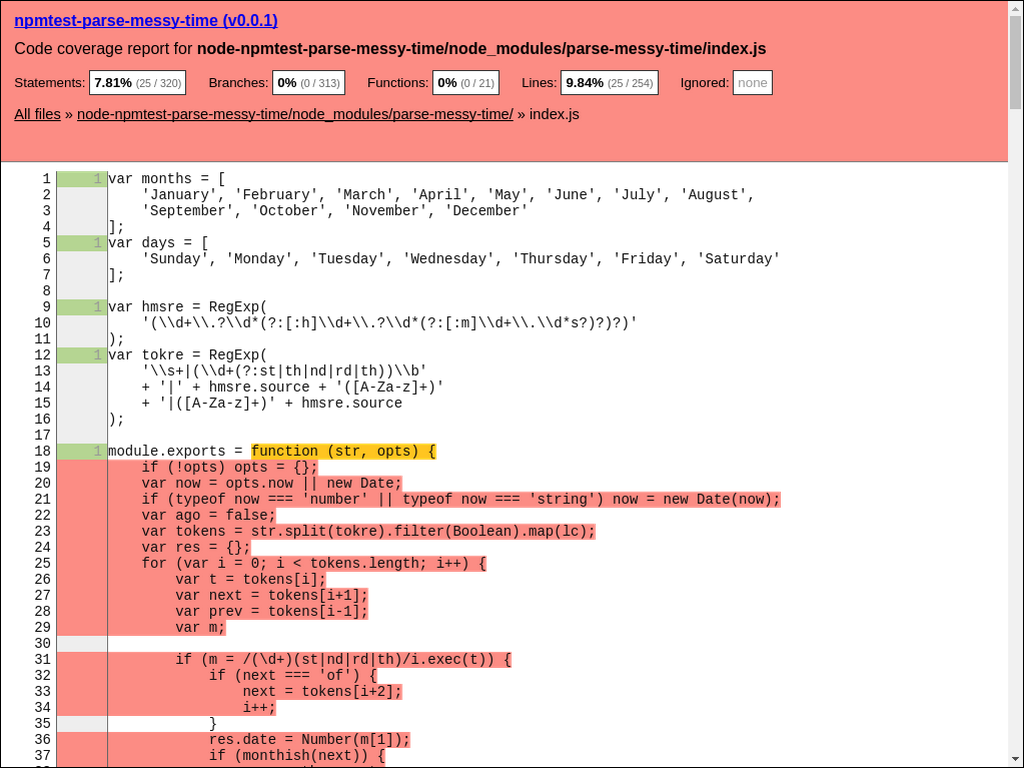 npmtest-parse-messy-time (v0.0.1)
Code coverage report for node-npmtest-parse-messy-time/node_modules/parse-messy-time/index.js
Statements: 7.81% (25 / 320) Branches: 0% (0 / 313) Functions: 0% (0 / 21) Lines: 9.84% (25 / 254) Ignored: none
All files » node-npmtest-parse-messy-time/node_modules/parse-messy-time/ » index.js
1 1 var months = [
2 'January', 'February', 'March', 'April', 'May', 'June', 'July', 'August',
3 'September', 'October', 'November', 'December'
4 ];
5 1 var days = [
6 'Sunday', 'Monday', 'Tuesday', 'Wednesday', 'Thursday', 'Friday', 'Saturday'
7 ];
8
9 1 var hmsre = RegExp(
10 '(\\d+\\.?\\d*(?:[:h]\\d+\\.?\\d*(?:[:m]\\d+\\.\\d*s?)?)?)'
11 );
12 1 var tokre = RegExp(
13 '\\s+|(\\d+(?:st|th|nd|rd|th))\\b'
14 + '|' + hmsre.source + '([A-Za-z]+)'
15 + '|([A-Za-z]+)' + hmsre.source
16 );
17
18 1 module.exports = function (str, opts) {
19 if (!opts) opts = {};
20 var now = opts.now || new Date;
21 if (typeof now === 'number' || typeof now === 'string') now = new Date(now);
22 var ago = false;
23 var tokens = str.split(tokre).filter(Boolean).map(lc);
24 var res = {};
25 for (var i = 0; i < tokens.length; i++) {
26 var t = tokens[i];
27 var next = tokens[i+1];
28 var prev = tokens[i-1];
29 var m;
30
31 if (m = /(\d+)(st|nd|rd|th)/i.exec(t)) {
32 if (next === 'of') {
33 next = tokens[i+2];
34 i++;
35 }
36 res.date = Number(m[1]);
37 if (monthish(next)) {